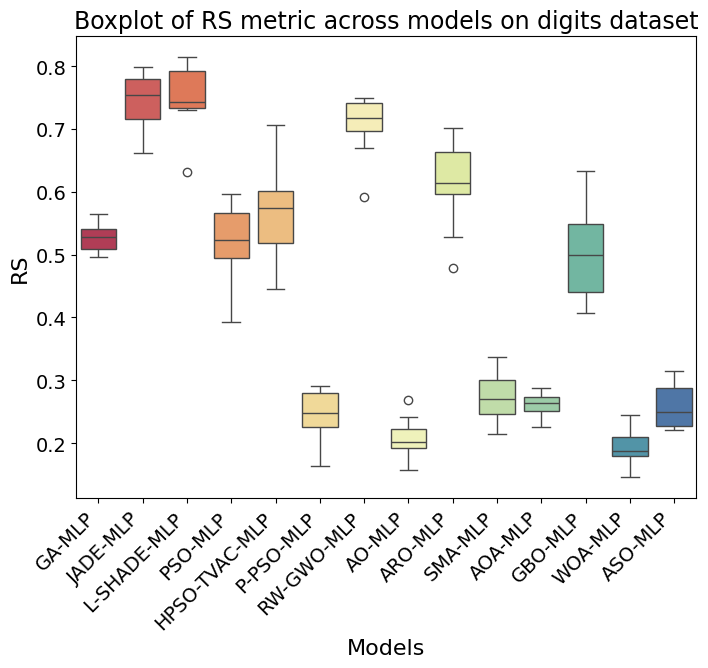 Boxplot of RS metric across models on digits dataset
0.8
0.7
0.6
0.5
0.4
0.3
0.2
RS
GA-MLP
JADE-MLP
L-SHADE-MLP
PSO-MLP
HPSO-TVAC-MLP
P-PSO-MLP
RW-GWO-MLP
AO-MLP
ARO-MLP
SMA-MLP
AOA-MLP
GBO-MLP
WOA-MLP
ASO-MLP
Models